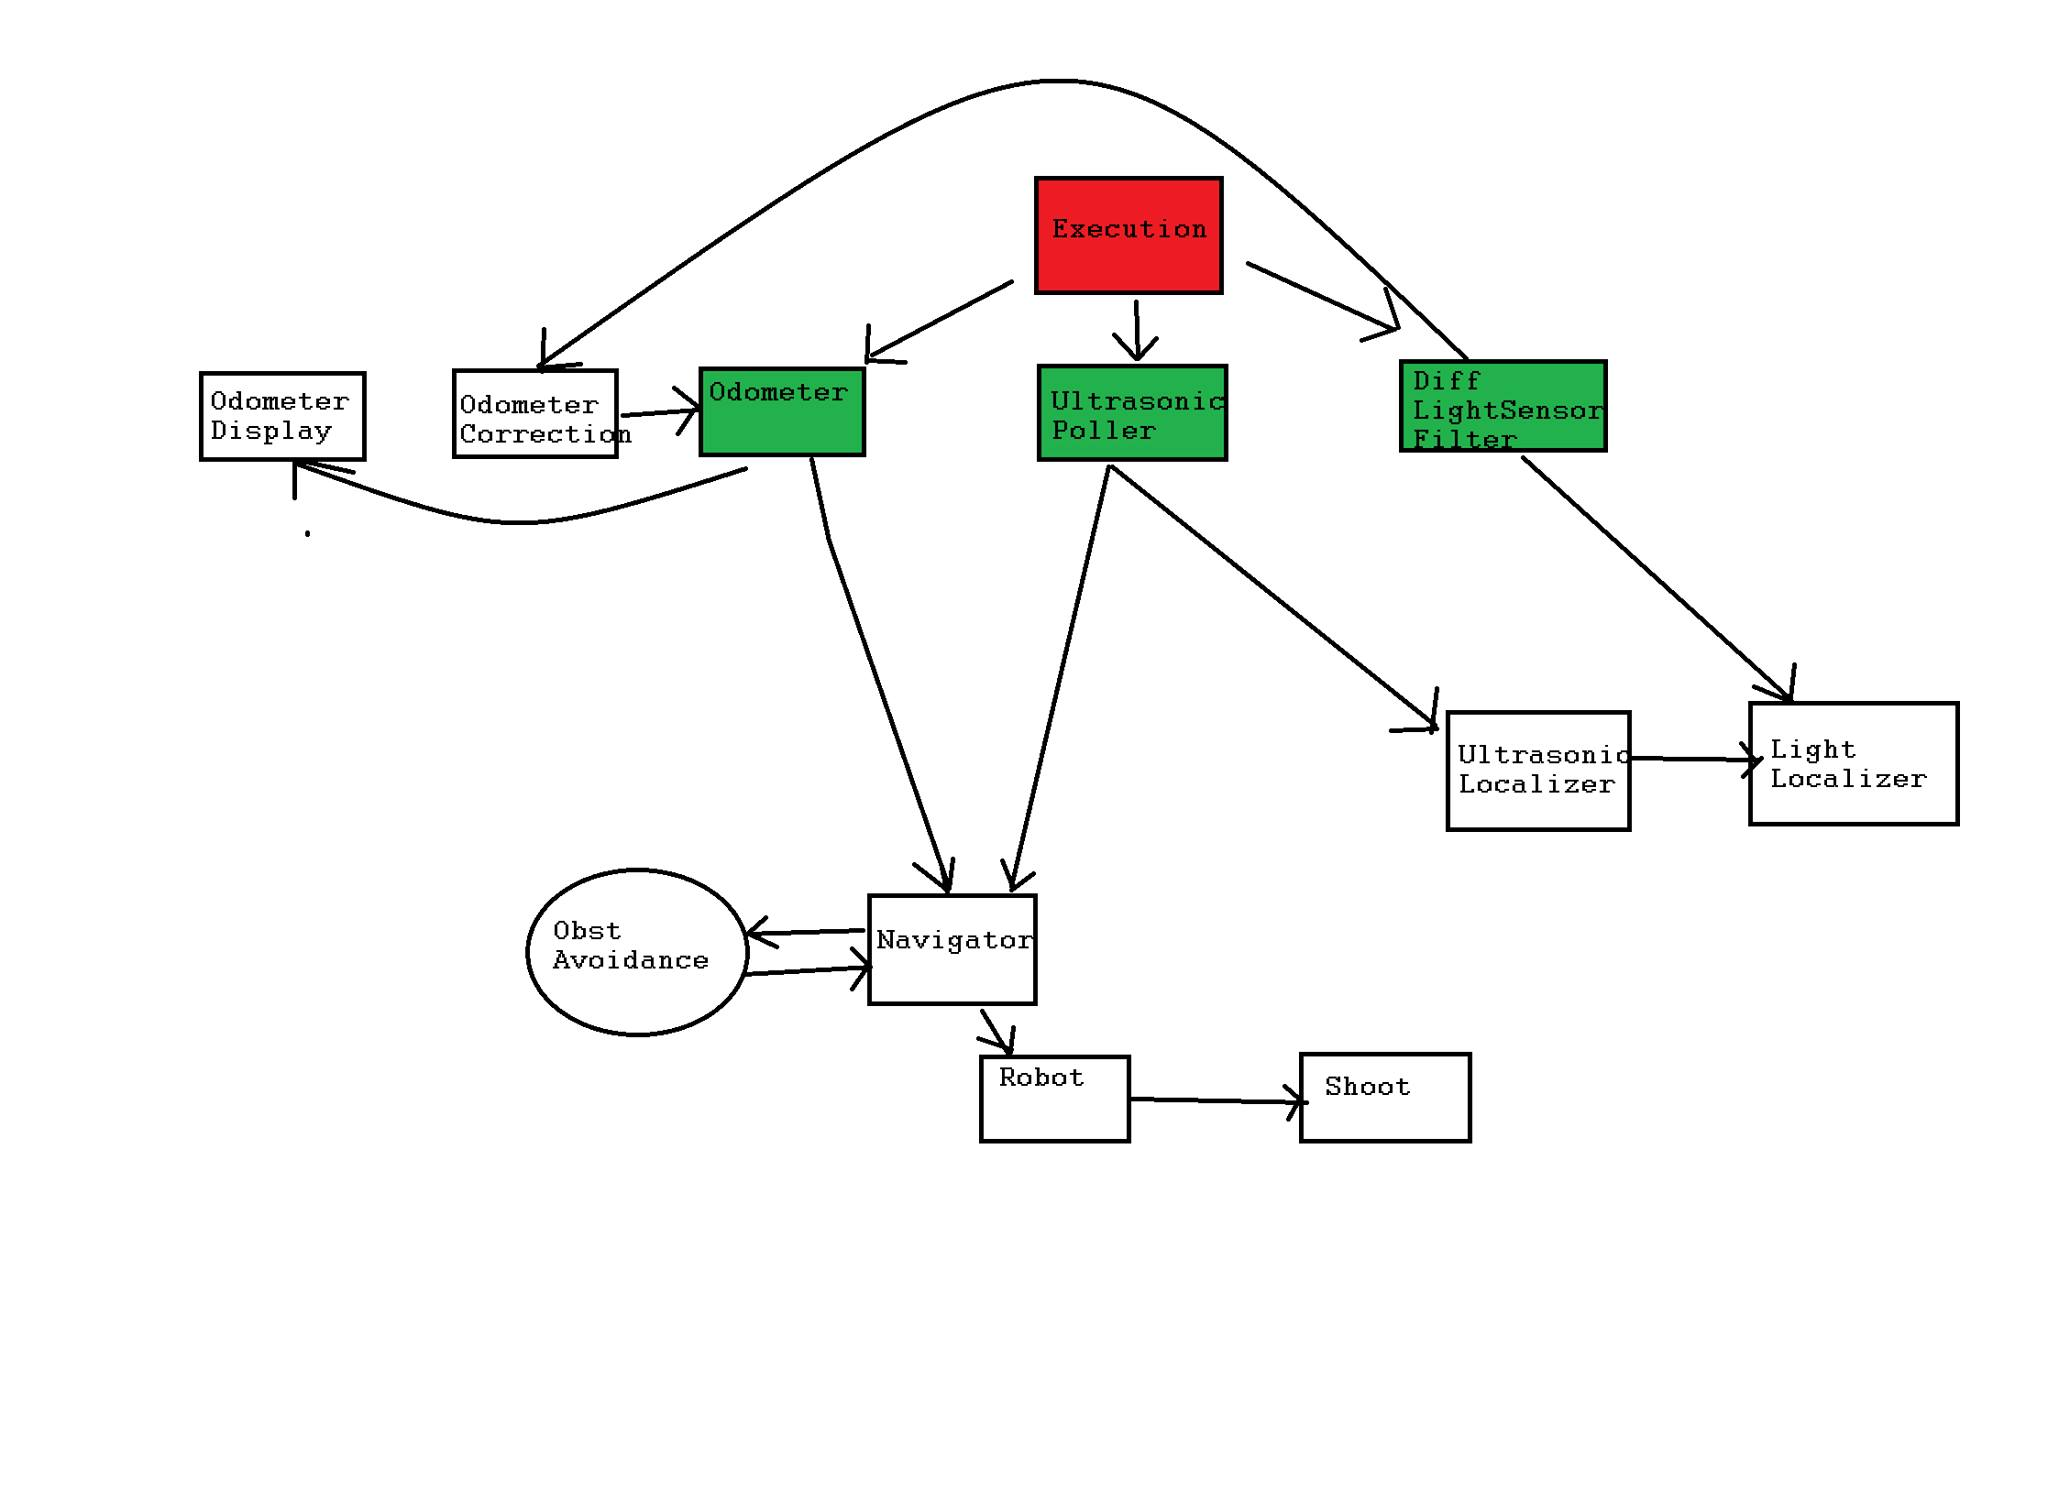 Execution
Odometer
Display
Odometer
Correction
Odometer
Ultrasonic
Poller
Diff
LightSensor
Filter
Ultrasonic
Localizer
Light
Localizer
Obst
Avoidance
Navigator
Robot
Shoot